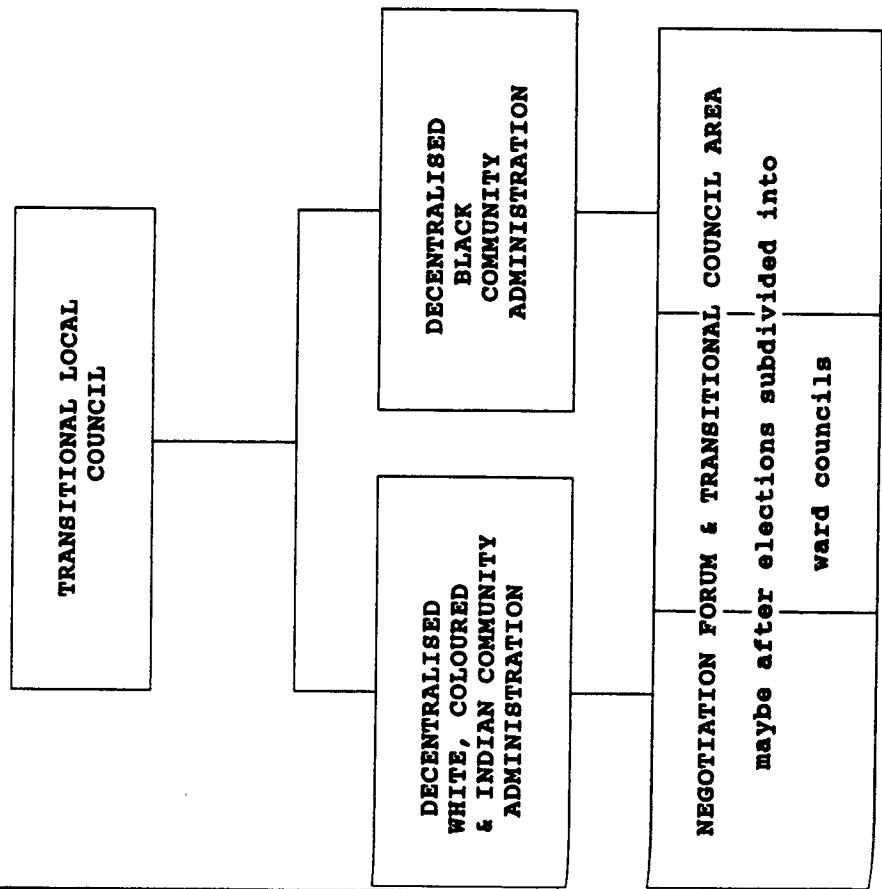 TRANSITIONAL LOCAL
COUNCIL
DECENTRALISED
WHITE, COLOURED
& INDIAN COMMUNITY
ADMINISTRATION
DECENTRALISED
BLACK
COMMUNITY
ADMINISTRATION
NEGOTIATION FORUM & TRANSITIONAL COUNCIL AREA
maybe after elections subdivided into
ward councils